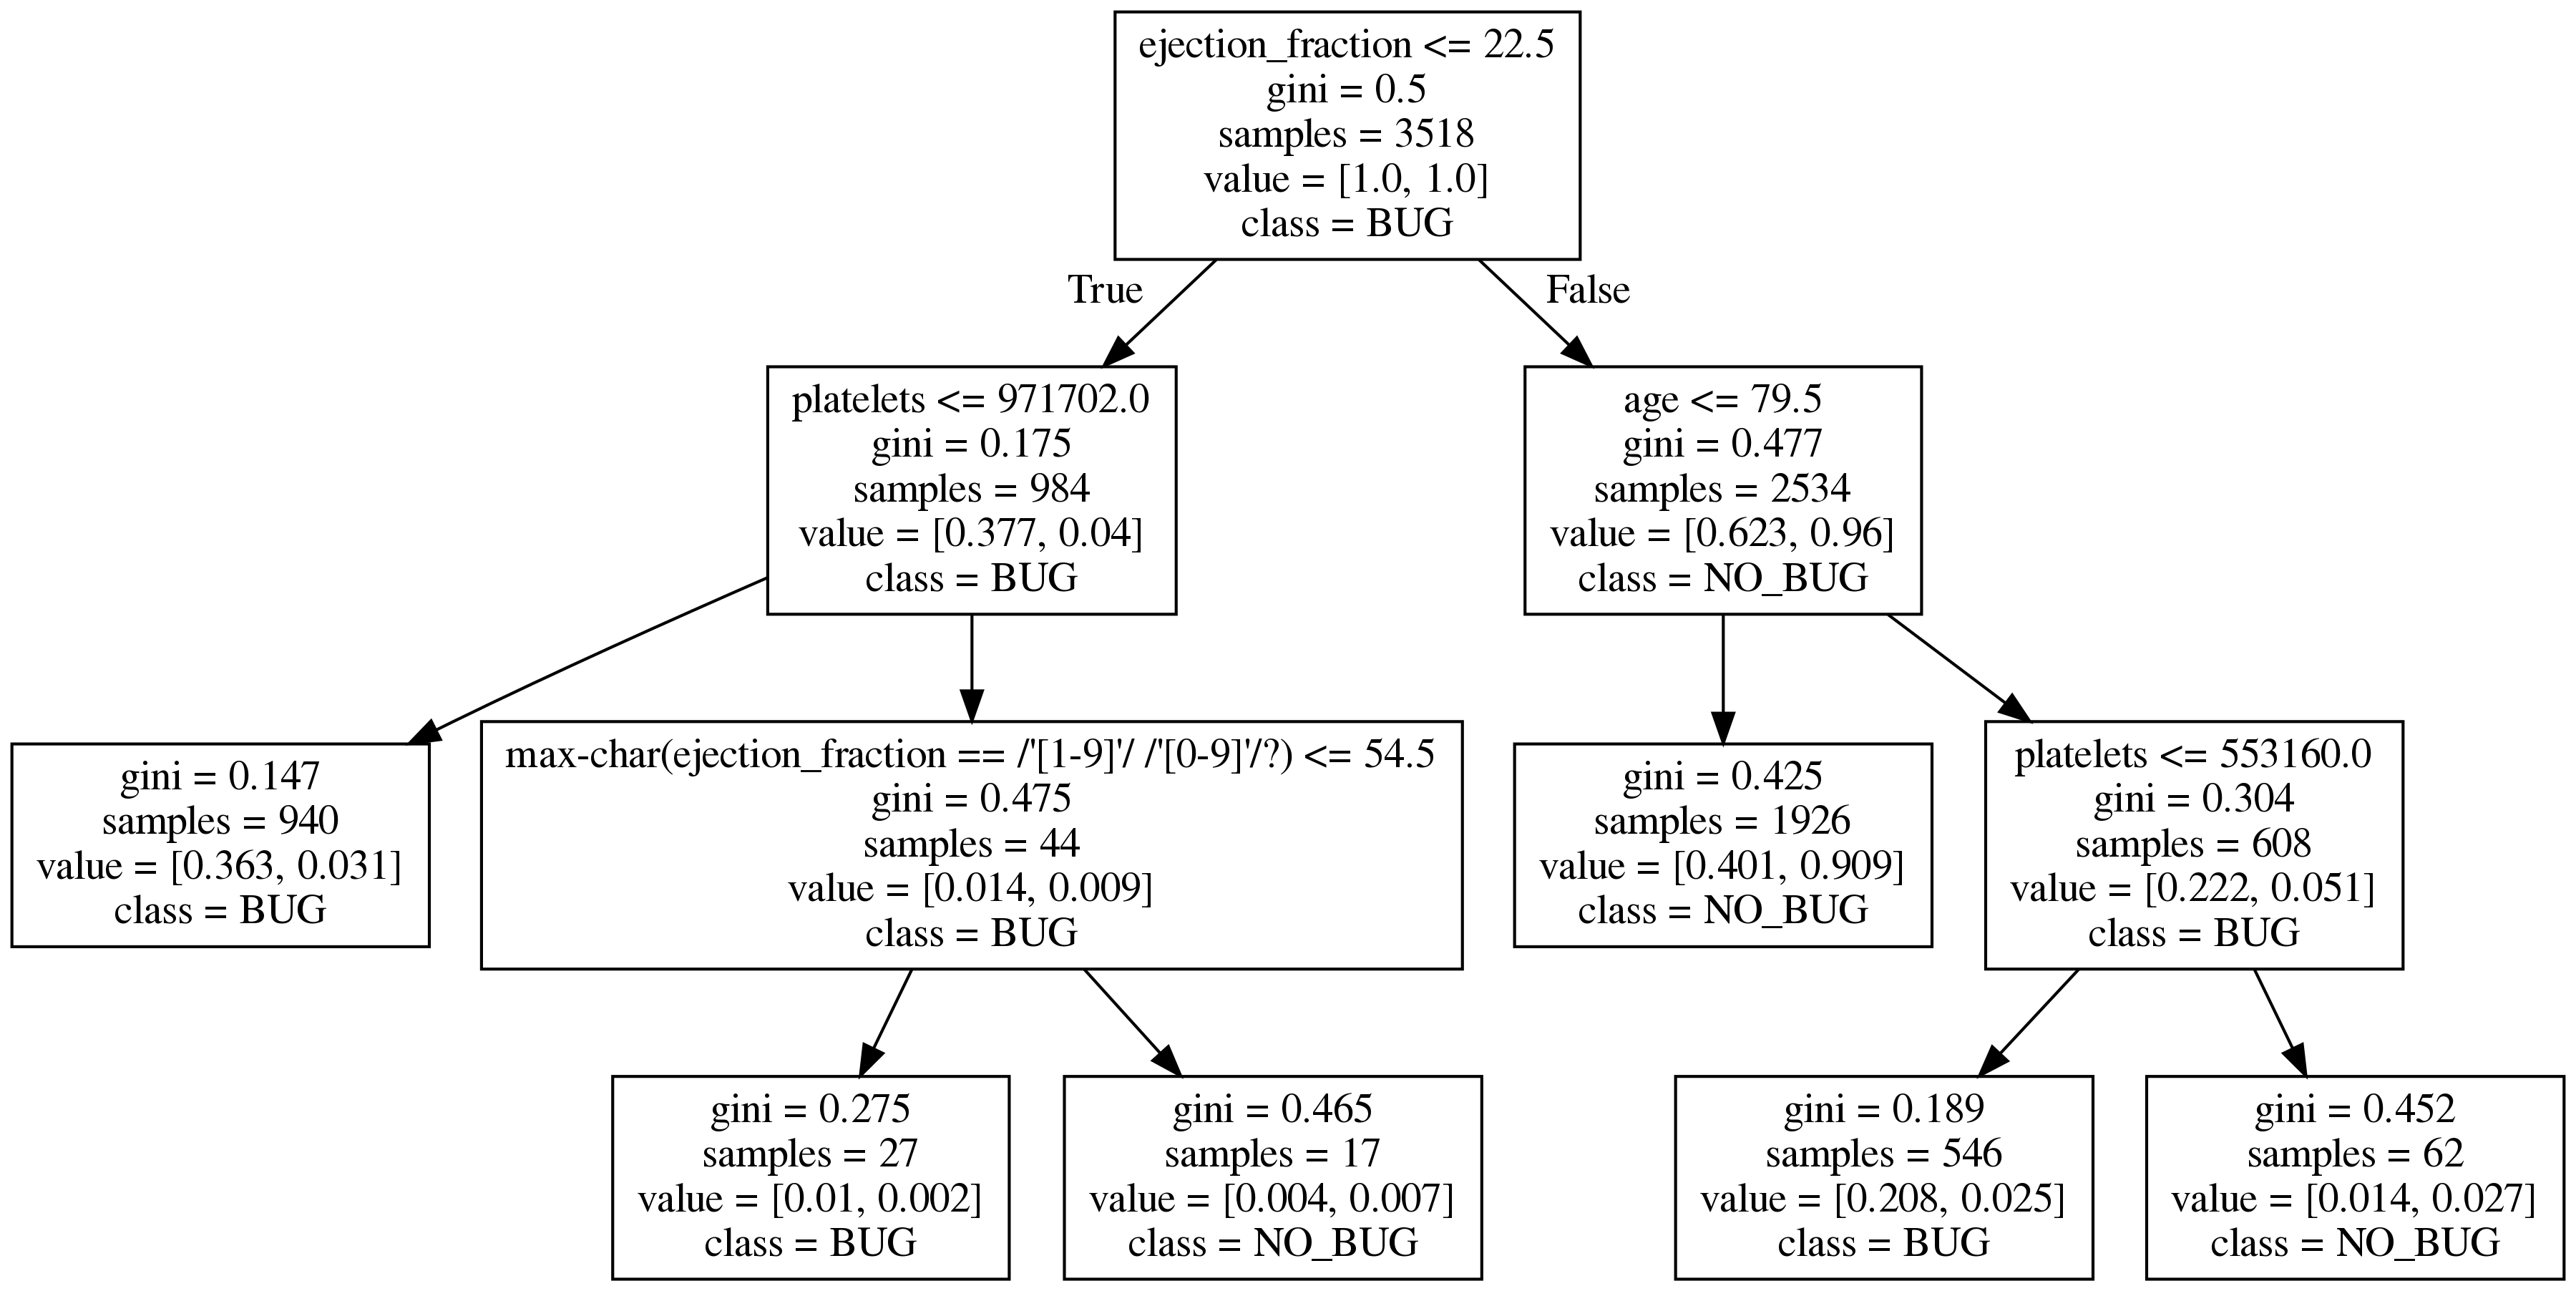 ejection_fraction <= 22.5
gini = 0.5
samples = 3518
value = [1.0, 1.0]
class = BUG
True
False
platelets <= 971702.0
gini = 0.175
samples = 984
value = [0.377, 0.04]
class = BUG
age <= 79.5
gini = 0.477
samples = 2534
value = [0.623, 0.96]
class = NO_BUG
gini = 0.147
samples = 940
value = [0.363, 0.031]
class = BUG
max-char(ejection_fraction == /'[1-9]'/ /'[0-9]'/?) <= 54.5
gini = 0.475
samples = 44
value = [0.014, 0.009]
class = BUG
gini = 0.425
samples = 1926
value = [0.401, 0.909]
class = NO_BUG
platelets <= 553160.0
gini = 0.304
samples = 608
value = [0.222, 0.051]
class = BUG
gini = 0.275
samples = 27
value = [0.01, 0.002]
class = BUG
gini = 0.465
samples = 17
value = [0.004, 0.007]
class = NO_BUG
gini = 0.189
samples = 546
value = [0.208, 0.025]
class = BUG
gini = 0.452
samples = 62
value = [0.014, 0.027]
class = NO_BUG